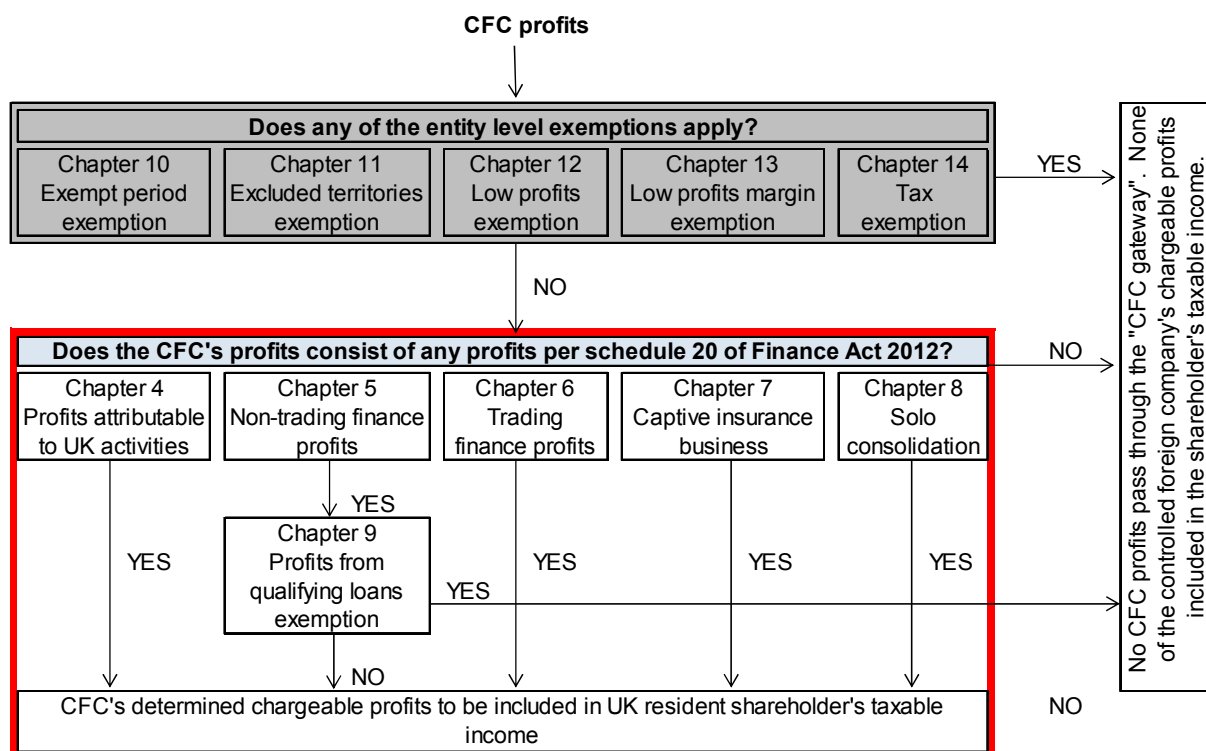 CFC profits
Does any of the entity level exemptions apply?
Chapter 10
Exempt period
exemption
Chapter 11
Excluded territories
exemption
Chapter 12
Low profits
exemption
Chapter 13
Low profits margin
exemption
Chapter 14
Tax
exemption
YES
NO
Does the CFC's profits consist of any profits per schedule 20 of Finance Act 2012?
NO
Chapter 4
Profits attributable
to UK activities
Chapter 5
Non-trading finance
profits
Chapter 6
Trading
finance profits
Chapter 7
Captive insurance
business
Chapter 8
Solo
consolidation
YES
Chapter 9
Profits from
qualifying loans
exemption
YES
YES
YES
YES
YES
NO
CFC's determined chargeable profits to be included in UK resident shareholder's taxable
income
NO
No CFC profits pass through the "CFC gateway". None
of the controlled foreign company's chargeable profits
included in the shareholder's taxable income.